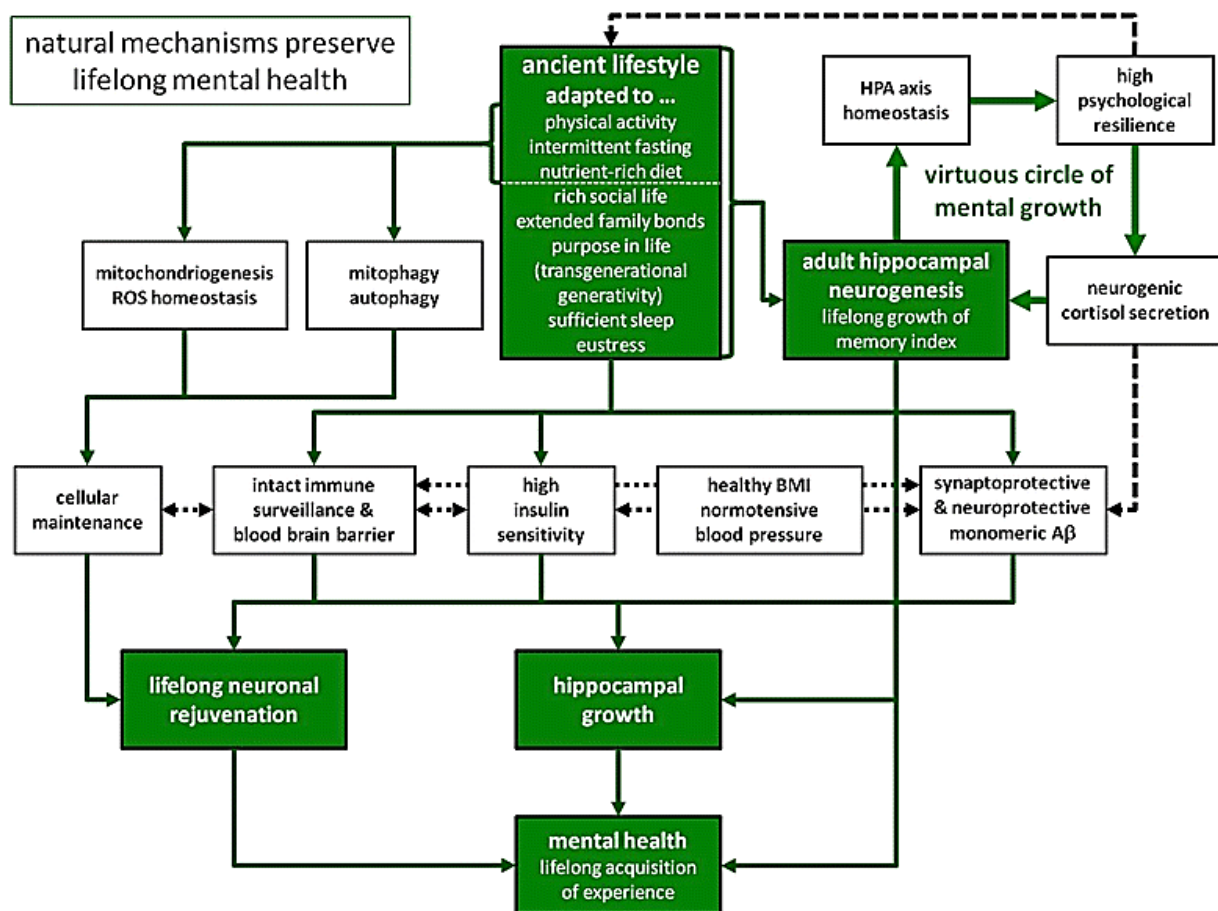 natural mechanisms preserve
lifelong mental health
ancient lifestyle
adapted to ...
physical activity
intermittent fasting
nutrient-rich diet
rich social life
extended family bonds
purpose in life
(transgenerational
generativity)
sufficient sleep
eustress
HPA axis
homeostasis
high
psychological
resilience
virtuous circle of
mental growth
mitochondriogenesis
ROS homeostasis
mitophagy
autophagy
adult hippocampal
neurogenesis
lifelong growth of
memory index
neurogenic
cortisol secretion
cellular
maintenance
intact immune
surveillance &
blood brain barrier
high
insulin
sensitivity
healthy BMI
normotensive
blood pressure
synaptoprotective
& neuroprotective
monomeric Aβ
lifelong neuronal
rejuvenation
hippocampal
growth
mental health
lifelong acquisition
of experience